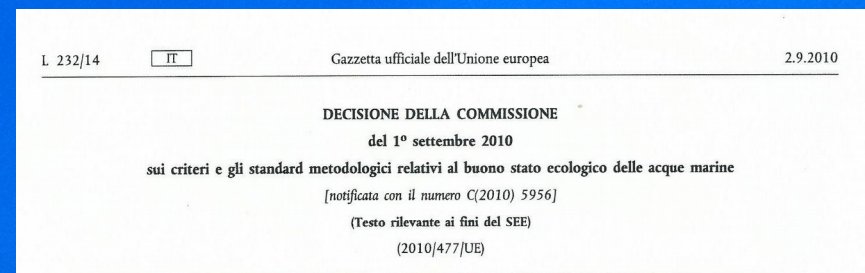 L 232/14 IT Gazzetta ufficiale dell'Unione europea 2.9.2010
DECISIONE DELLA COMMISSIONE
del 1º settembre 2010
sui criteri e gli standard metodologici relativi al buono stato ecologico delle acque marine
[notificata con il numero C(2010) 5956]
(Testo rilevante ai fini del SEE)
(2010/477/UE)